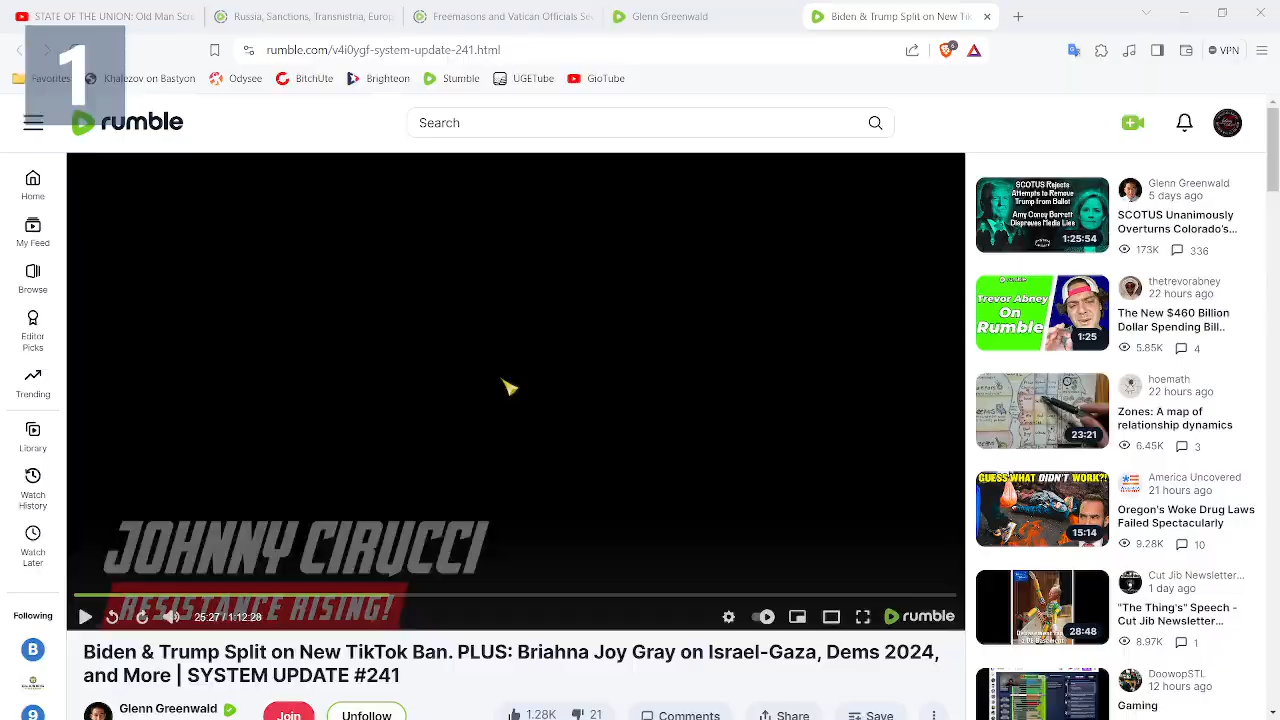 STATE OF THE UNION: Old Man Scre
Russia, Sanctions, Transnistria, Europ
Freemasons and Vatican Officials Se
Glenn Greenwald
Biden & Trump Split on New Tik
1
rumble.com/v4i0ygf-system-update-241.html
VPN
Favorites
Khalezov on Bastyon
Odysee
BitChute
Brighteon
Stumble
UGETube
GioTube
rumble
Search
Home
My Feed
Browse
Editor
Picks
Trending
Library
Watch
History
Watch
Later
Following
B
9
JOHNNY CIRUCCI
RESISTANCE RISING!
25:27 / 1:12:20
rumble
Biden & Trump Split on New TikTok Ban. PLUS: Briahna Joy Gray on Israel-Gaza, Dems 2024,
and More | SYSTEM UPDATE #241
Glenn Greenwald
Join
21
SCOTUS Rejects
Attempts to Remove
Trump from Ballot
Amy Coney Barrett
Disproves Media Lies
1:25:54
Glenn Greenwald
5 days ago
SCOTUS Unanimously
Overturns Colorado's...
173K
336
Trevor Abney
On
Rumble
1:25
thetrevorabney
22 hours ago
The New $460 Billion
Dollar Spending Bill..
5.85K
4
23:21
hoemath
22 hours ago
Zones: A map of
relationship dynamics
6.45K
3
GUESS WHAT DIDN'T WORK?!
15:14
America Uncovered
21 hours ago
Oregon's Woke Drug Laws
Failed Spectacularly
9.28K
10
28:48
Cut Jib Newsletter...
1 day ago
"The Thing's" Speech -
Cut Jib Newsletter...
8.97K
1
DoowopSTL
12 hours ago
Gaming